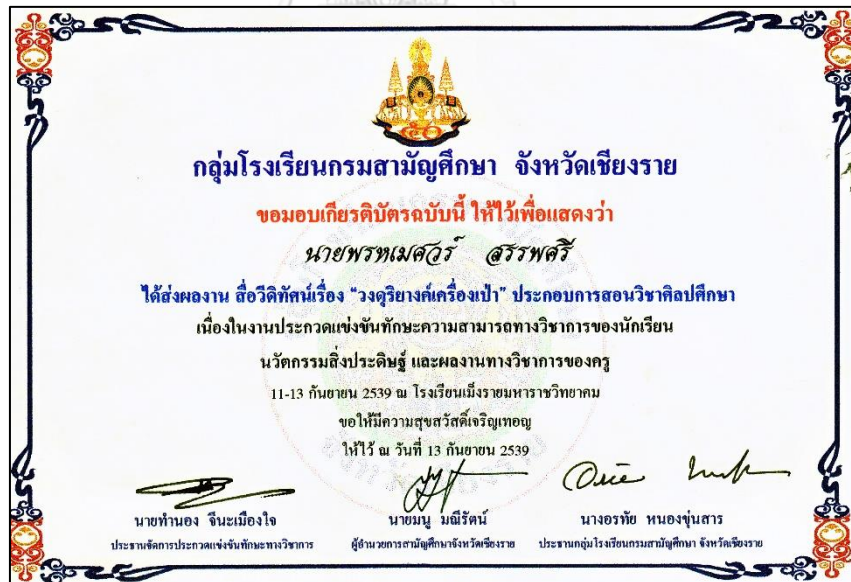 กลุ่มโรงเรียนกรมสามัญศึกษา จังหวัดเชียงราย
ขอมอบเกียรติบัตรฉบับนี้ ให้ไว้เพื่อแสดงว่า
นายพรหเมศวร์ สรรพศรี
ได้ส่งผลงาน สื่อวีดิทัศน์เรื่อง "วงดุริยางค์เครื่องเป่า" ประกอบการสอนวิชาศิลปศึกษา
เนื่องในงานประกวดแข่งขันทักษะความสามารถทางวิชาการของนักเรียน
นวัตกรรมสิ่งประดิษฐ์ และผลงานทางวิชาการของครู
11-13 กันยายน 2539 ณ โรงเรียนเม็งรายมหาราชวิทยาคม
ขอให้มีความสุขสวัสดิ์เจริญเทอญ
ให้ไว้ ณ วันที่ 13 กันยายน 2539
นายทำนอง จีนะเมืองใจ นายมนู มณีรัตน์ นางอรทัย หนองขุ่นสาร
ประธานจัดการประกวดแข่งขันทักษะทางวิชาการ ผู้อำนวยการสามัญศึกษาจังหวัดเชียงราย ประธานกลุ่มโรงเรียนกรมสามัญศึกษา จังหวัดเชียงราย